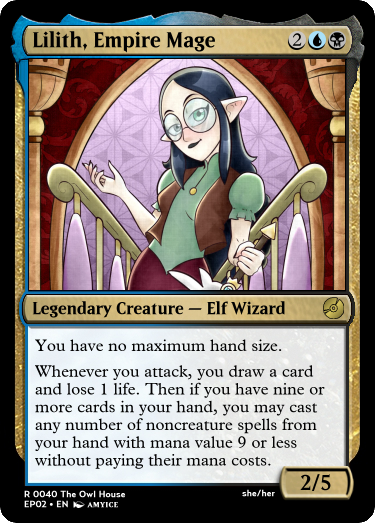 Lilith, Empire Mage 2
Legendary Creature — Elf Wizard
You have no maximum hand size.
Whenever you attack, you draw a card
and lose 1 life. Then if you have nine or
more cards in your hand, you may cast
any number of noncreature spells from
your hand with mana value 9 or less
without paying their mana costs.
2/5
R 0040 The Owl House she/her
EP02 • EN AMYICE